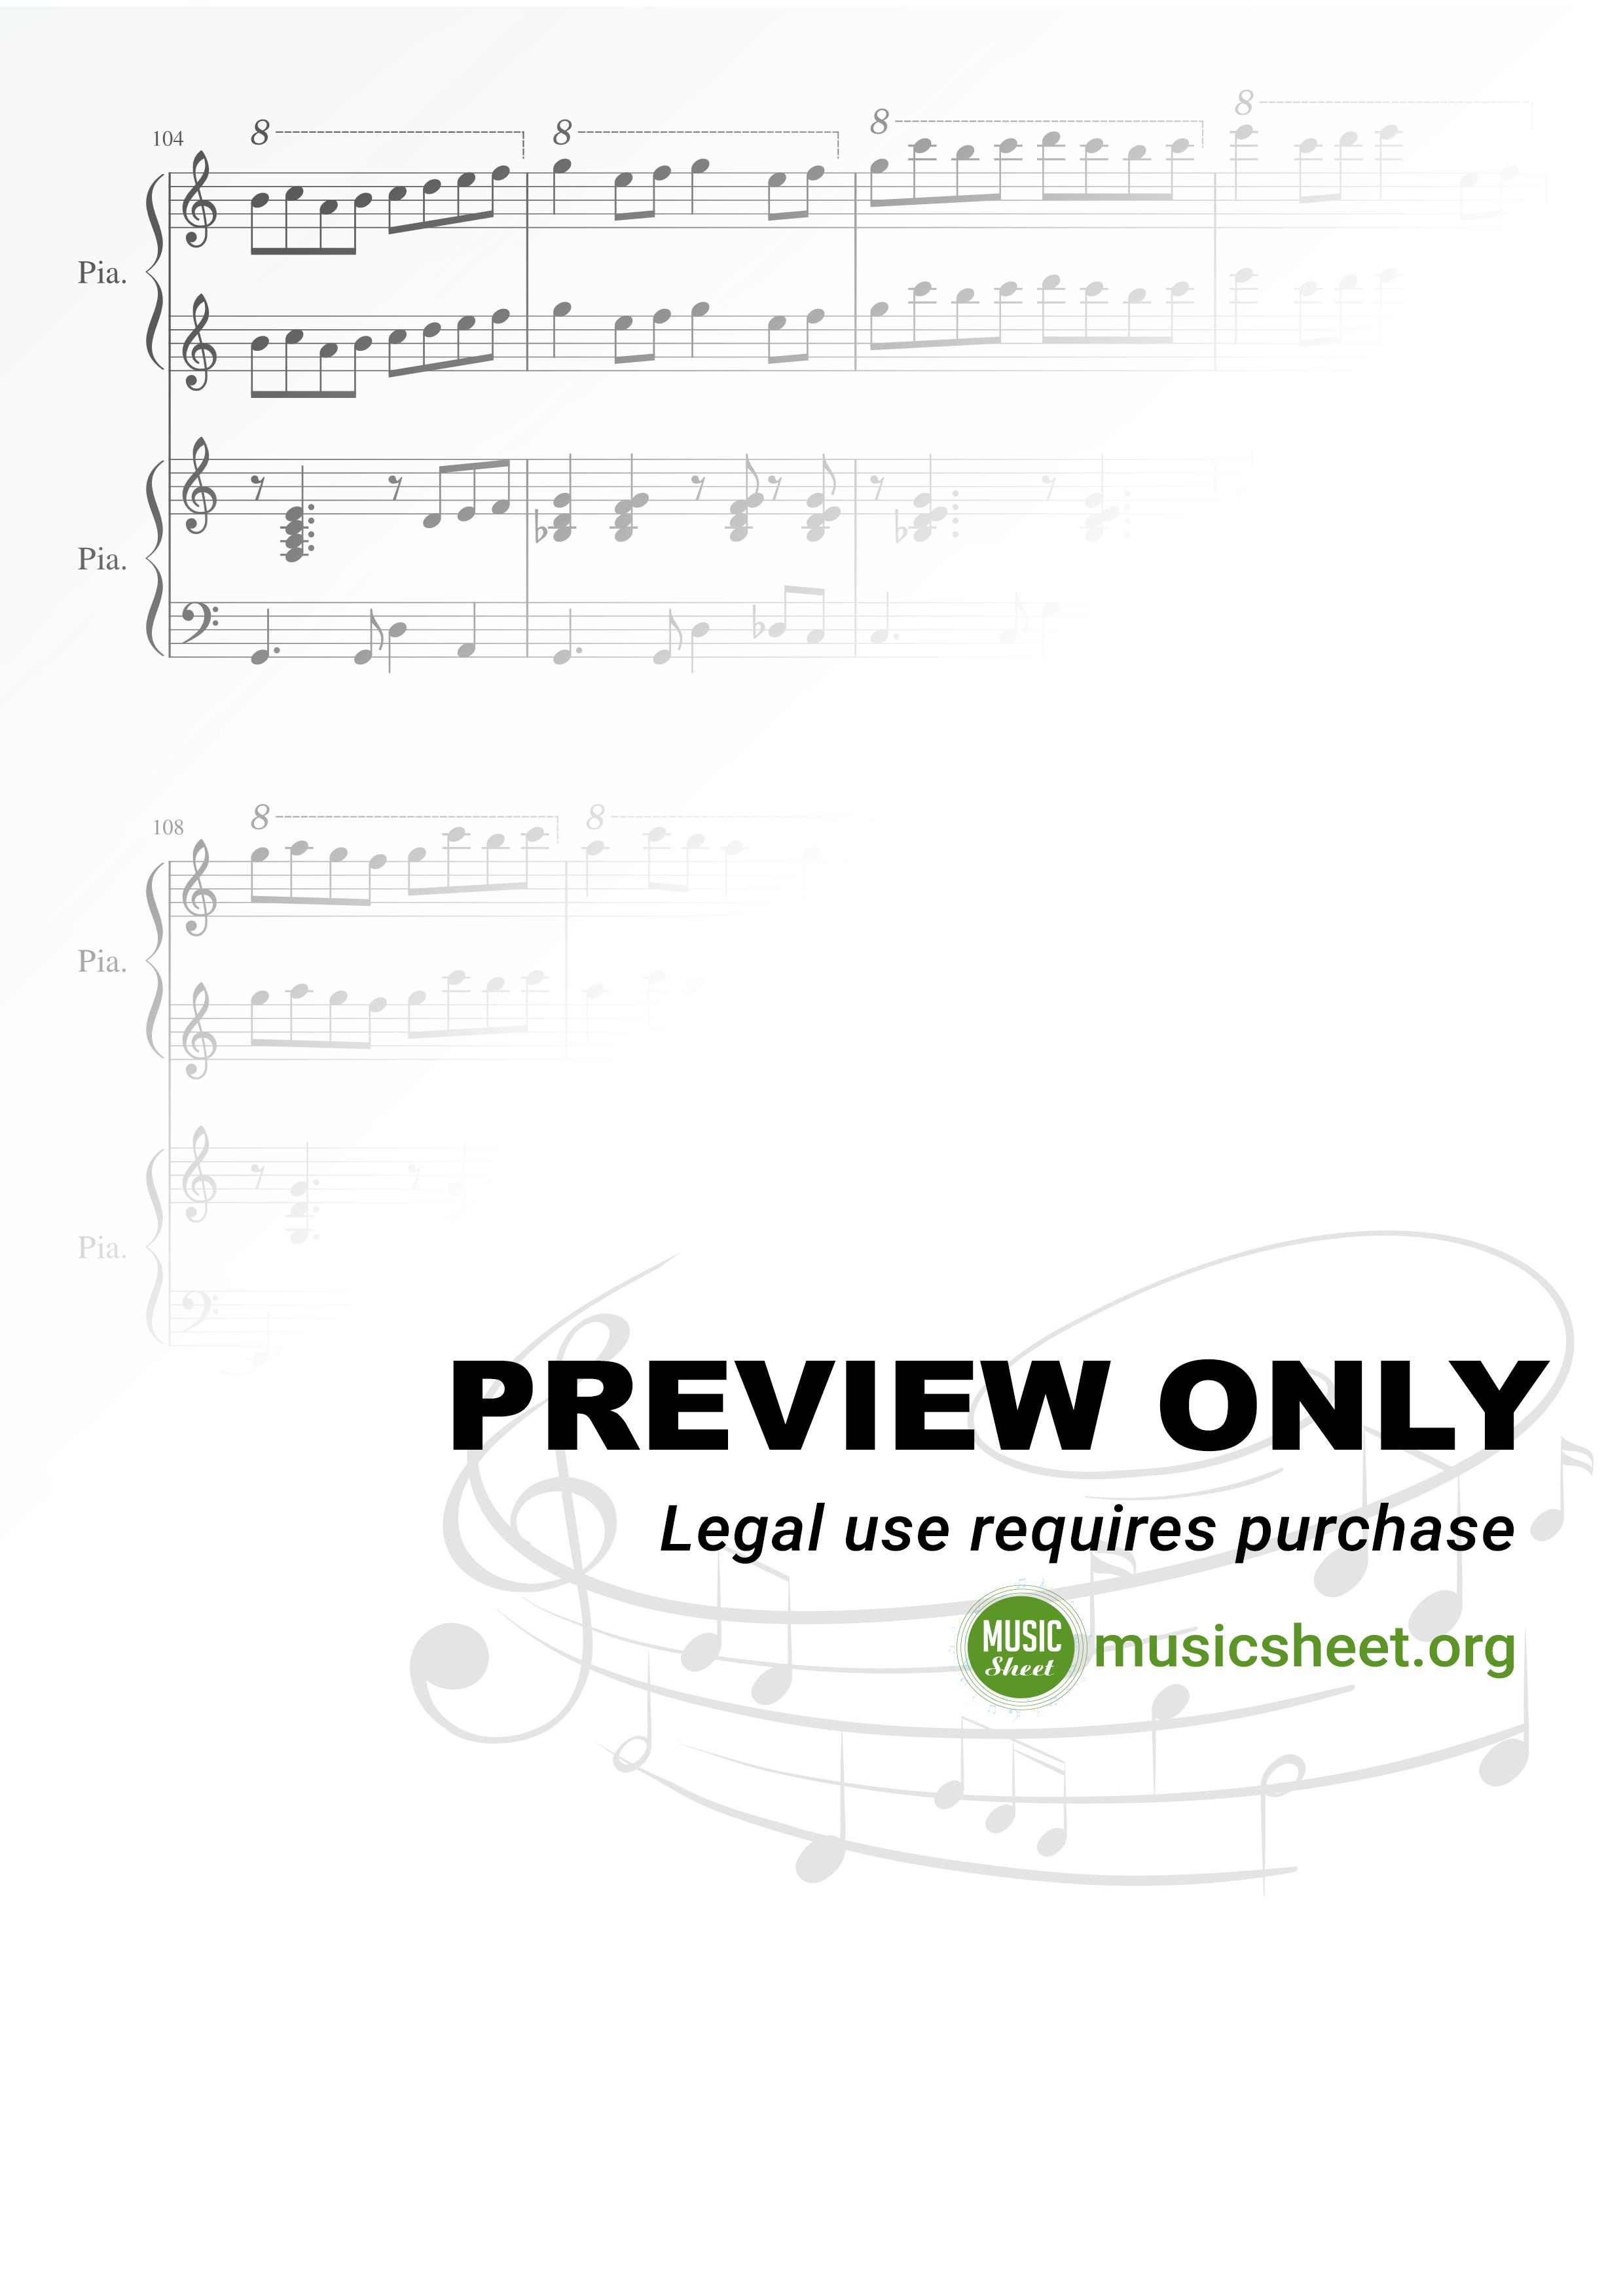 104
8
8
8
8
Pia.
Pia.
108
8
8
Pia.
Pia.
PREVIEW ONLY
Legal use requires purchase
MUSIC
Sheet
musicsheet.org